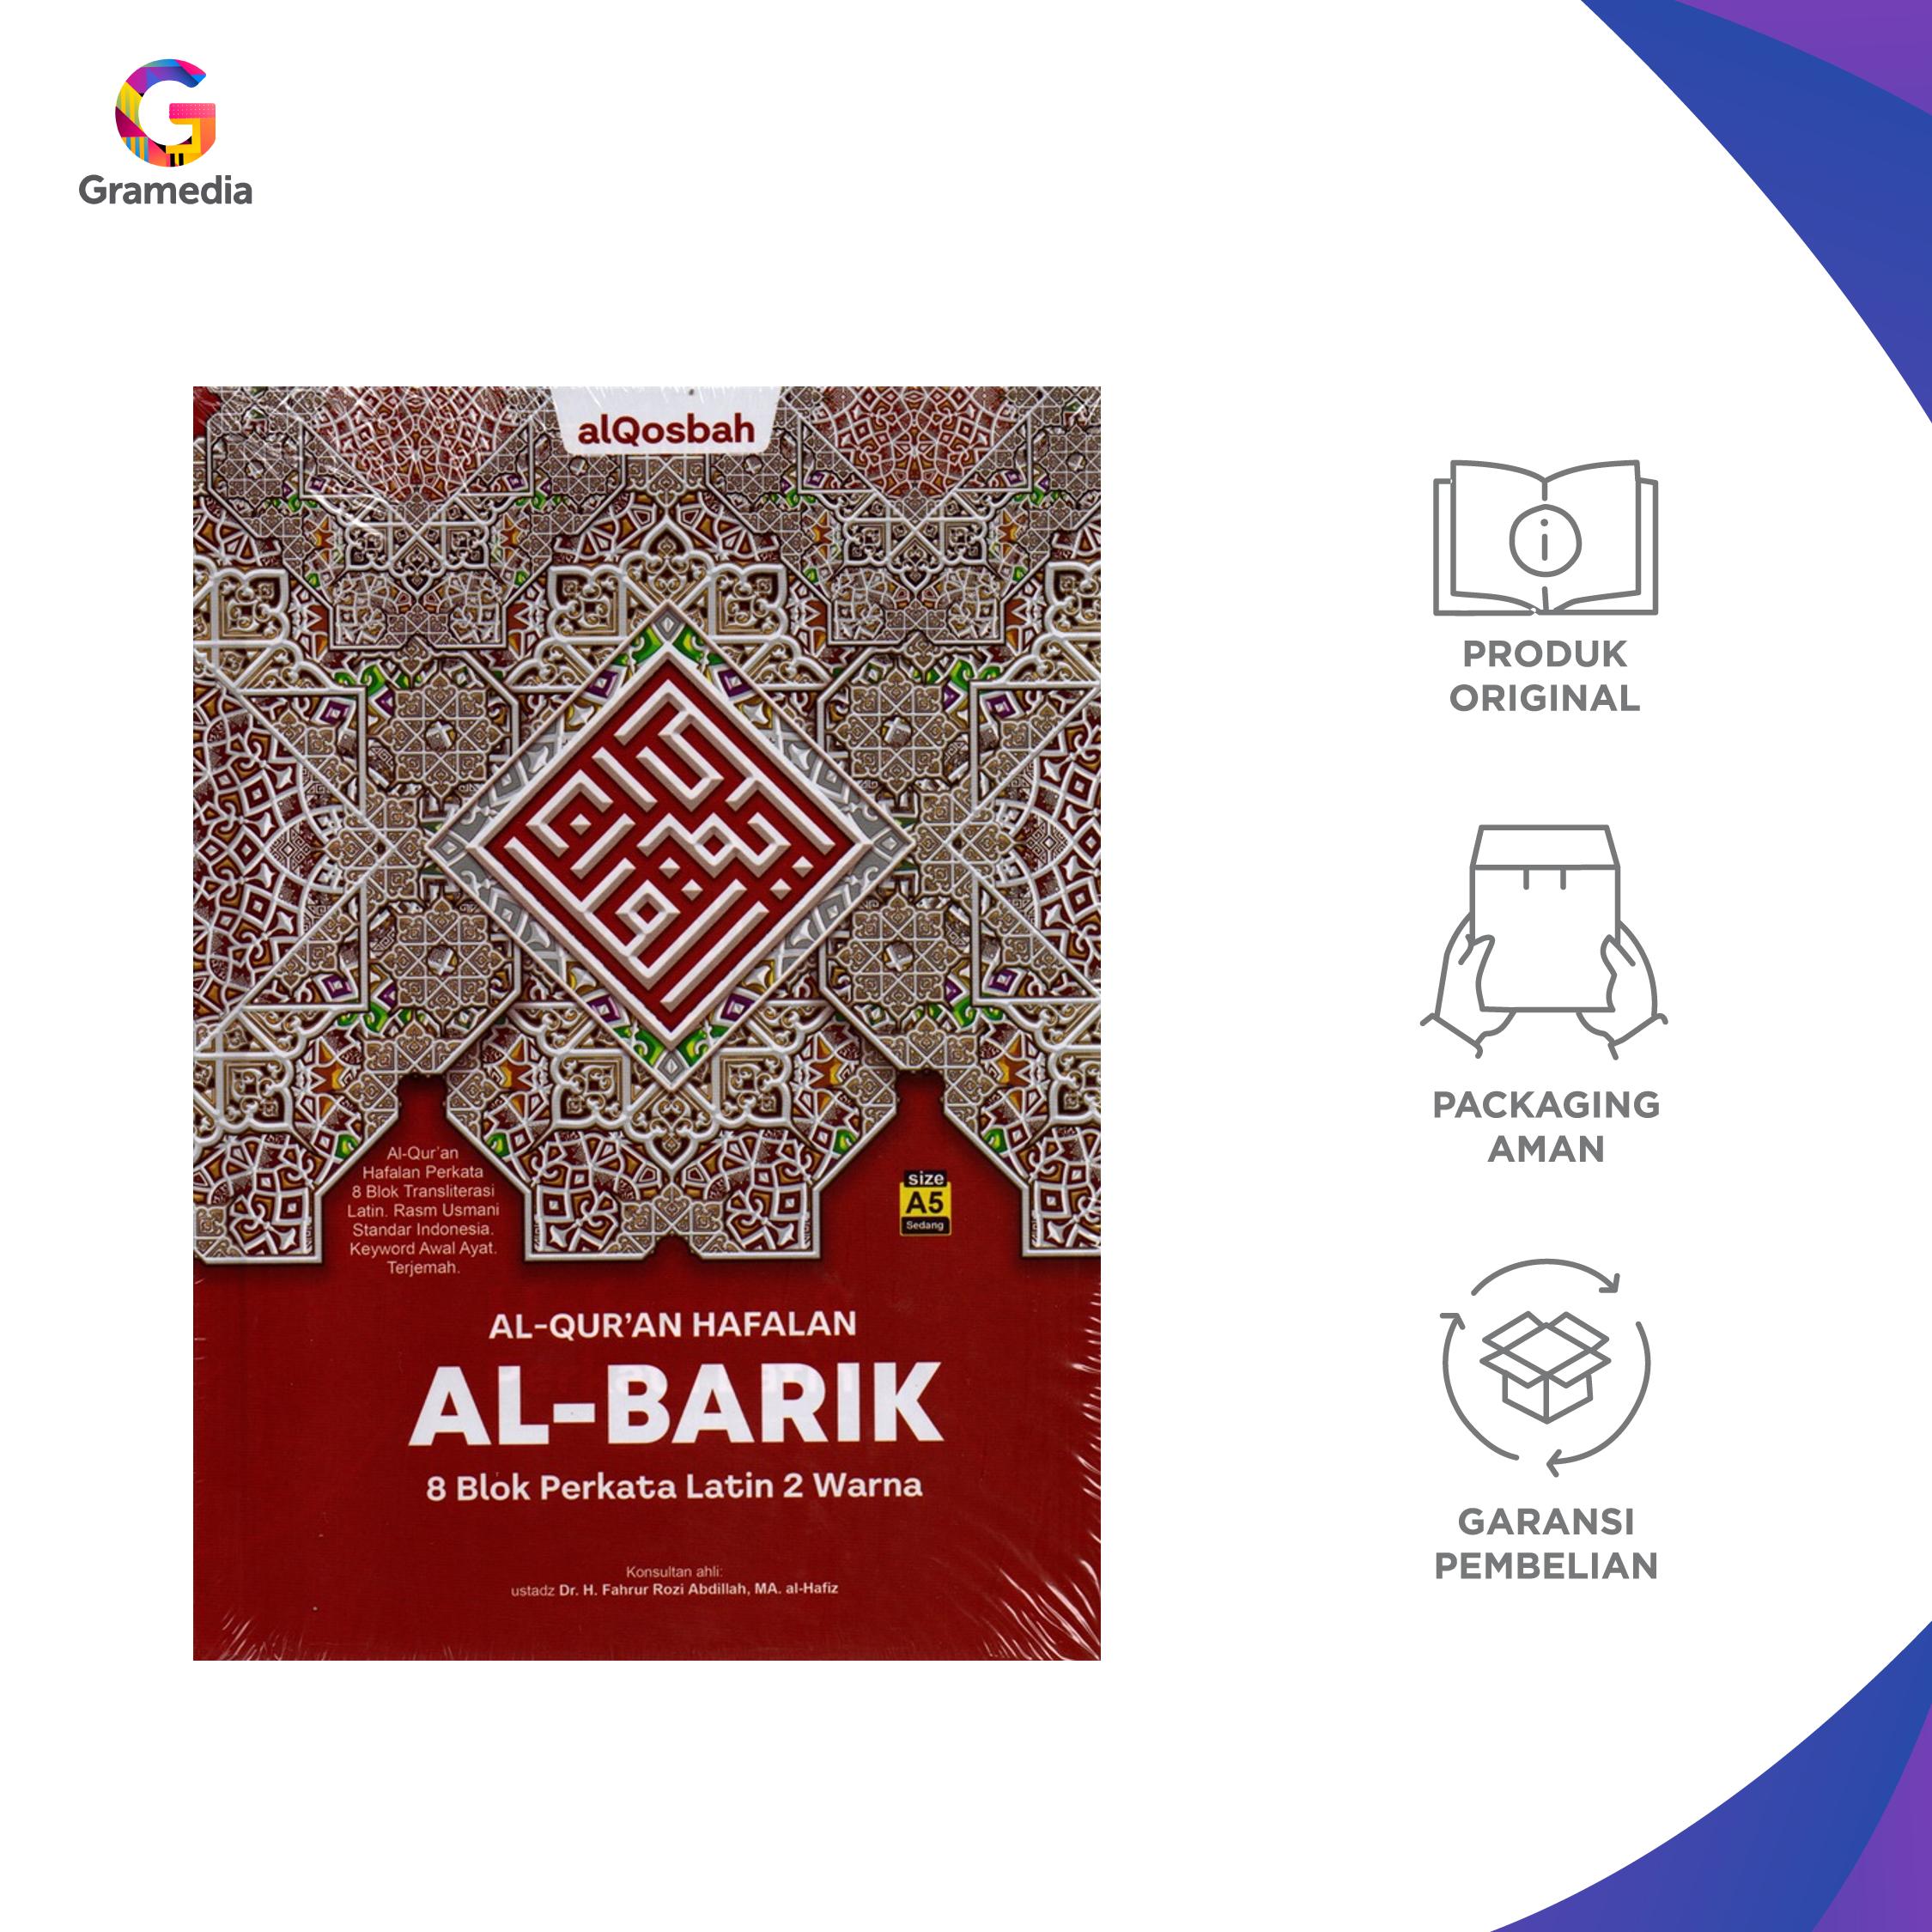 Gramedia
alQosbah
Al-Qur'an
Hafalan Perkata
8 Blok Transliterasi
Latin. Rasm Usmani
Standar Indonesia.
Keyword Awal Ayat.
Terjemah.
size
A5
Sedang
AL-QUR'AN HAFALAN
AL-BARIK
8 Blok Perkata Latin 2 Warna
Konsultan ahli:
ustadz Dr. H. Fahrur Rozi Abdillah, MA. al-Hafiz
PRODUK
ORIGINAL
PACKAGING
AMAN
GARANSI
PEMBELIAN